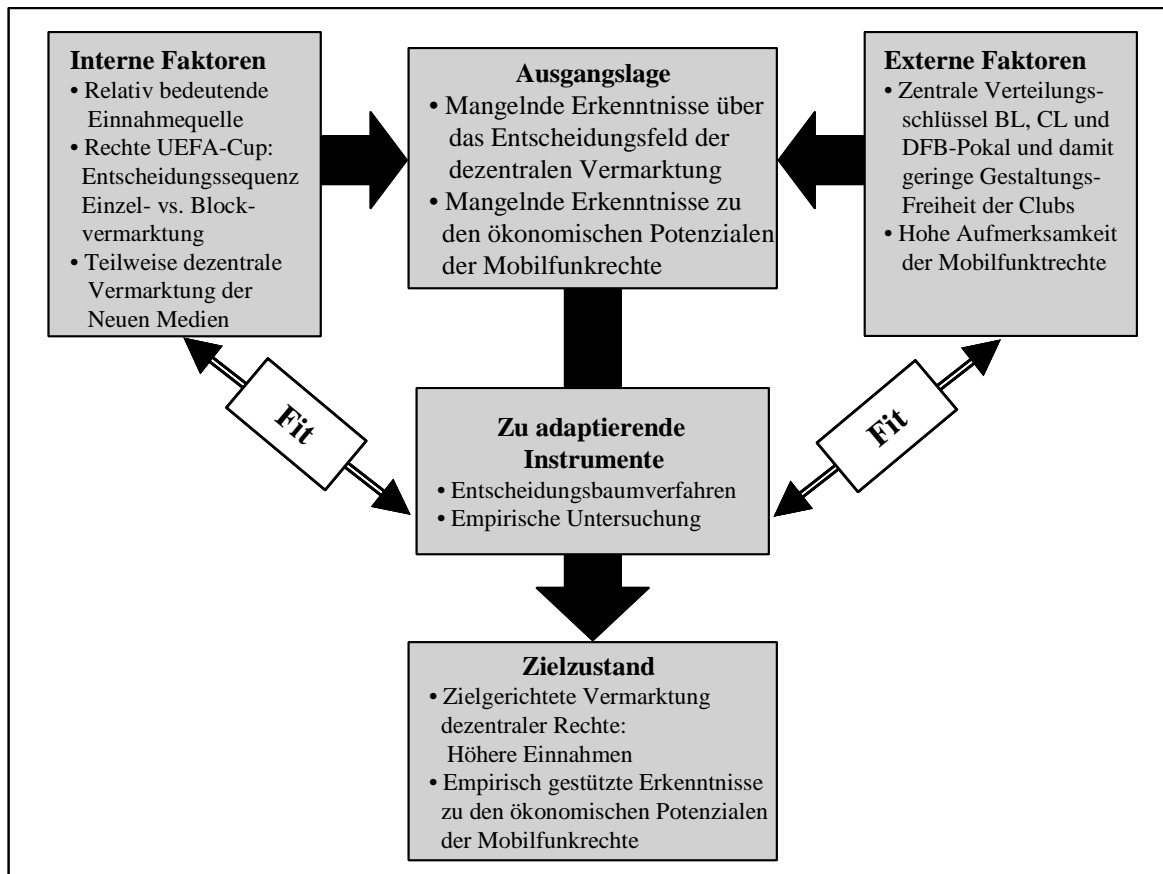 Interne Faktoren
• Relativ bedeutende
Einnahmequelle
• Rechte UEFA-Cup:
Entscheidungssequenz
Einzel- vs. Block-
vermarktung
• Teilweise dezentrale
Vermarktung der
Neuen Medien
Ausgangslage
• Mangelnde Erkenntnisse über
das Entscheidungsfeld der
dezentralen Vermarktung
• Mangelnde Erkenntnisse zu
den ökonomischen Potenzialen
der Mobilfunkrechte
Externe Faktoren
• Zentrale Verteilungs-
schlüssel BL, CL und
DFB-Pokal und damit
geringe Gestaltungs-
Freiheit der Clubs
• Hohe Aufmerksamkeit
der Mobilfunktrechte
Fit
Fit
Zu adaptierende
Instrumente
• Entscheidungsbaumverfahren
• Empirische Untersuchung
Zielzustand
• Zielgerichtete Vermarktung
dezentraler Rechte:
Höhere Einnahmen
• Empirisch gestützte Erkenntnisse
zu den ökonomischen Potenzialen
der Mobilfunkrechte